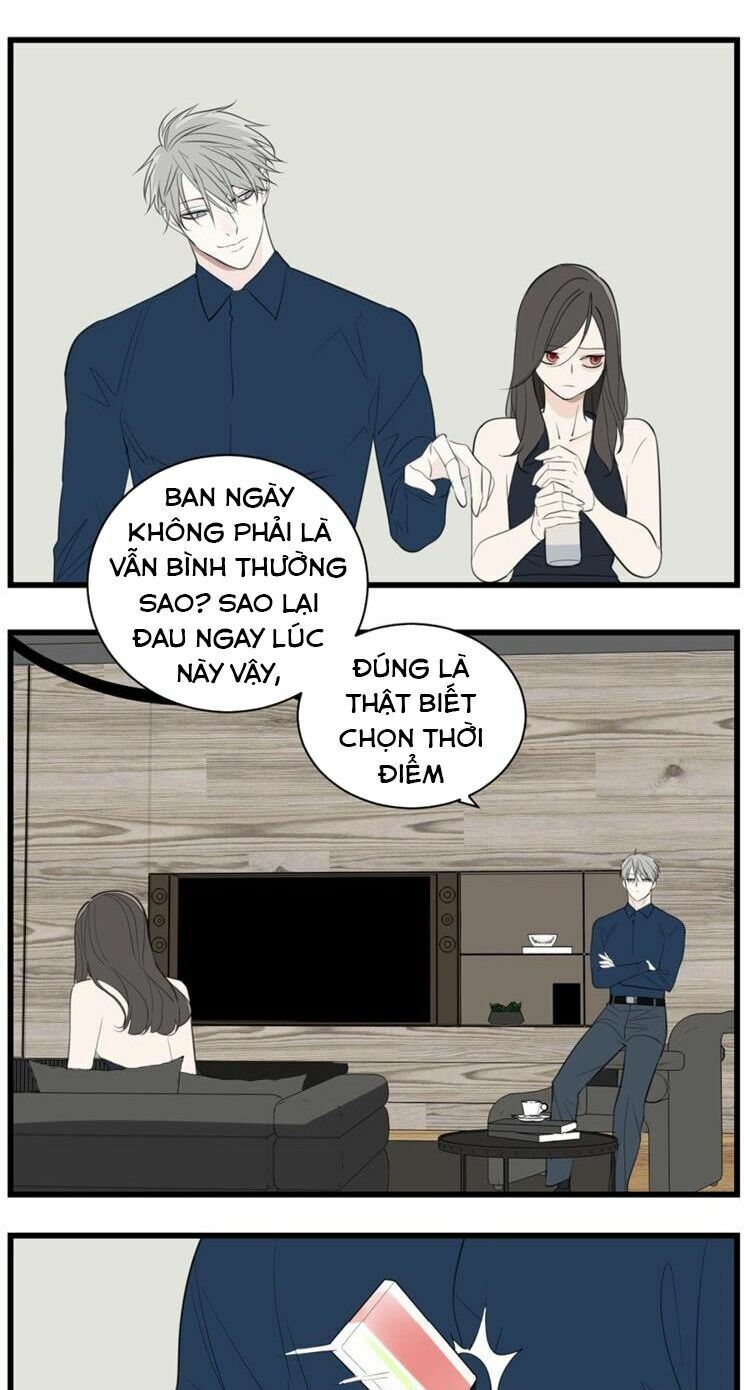 BAN NGÀY
KHÔNG PHẢI LÀ
VẪN BÌNH THƯỜNG
SAO? SAO LẠI
ĐAU NGAY LÚC
NÀY VẬY,
ĐÚNG LÀ
THẬT BIẾT
CHỌN THỜI
ĐIỂM